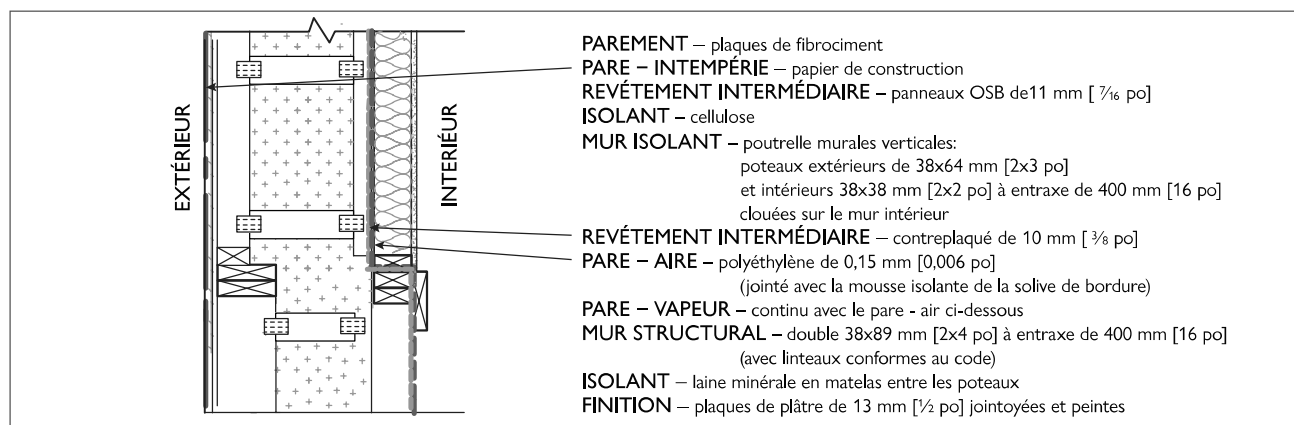 EXTÉRIEUR
INTERIÉUR
PAREMENT – plaques de fibrociment
PARE – INTEMPÉRIE – papier de construction
REVÉTEMENT INTERMÉDIAIRE – panneaux OSB de11 mm [ 7⁄16 po]
ISOLANT – cellulose
MUR ISOLANT – poutrelle murales verticales:
poteaux extérieurs de 38x64 mm [2x3 po]
et intérieurs 38x38 mm [2x2 po] à entraxe de 400 mm [16 po]
clouées sur le mur intérieur
REVÉTEMENT INTERMÉDIAIRE – contreplaqué de 10 mm [ 3⁄8 po]
PARE – AIRE – polyéthylène de 0,15 mm [0,006 po]
(jointé avec la mousse isolante de la solive de bordure)
PARE – VAPEUR – continu avec le pare - air ci-dessous
MUR STRUCTURAL – double 38x89 mm [2x4 po] à entraxe de 400 mm [16 po]
(avec linteaux conformes au code)
ISOLANT – laine minérale en matelas entre les poteaux
FINITION – plaques de plâtre de 13 mm [½ po] jointoyées et peintes